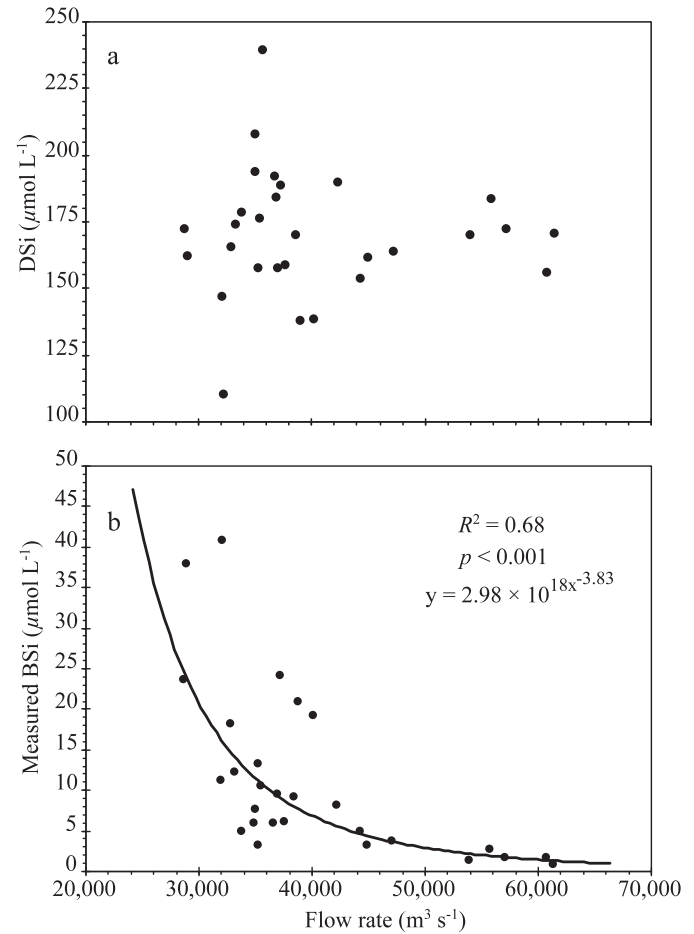 250
a
225
200
175
150
125
100
DSi (µmol L⁻¹)
50
b
45
40
35
30
25
20
15
10
5
0
Measured BSi (µmol L⁻¹)
R² = 0.68
p < 0.001
y = 2.98 × 10¹⁸ˣ^⁻³·⁸³
20,000 30,000 40,000 50,000 60,000 70,000
Flow rate (m³ s⁻¹)